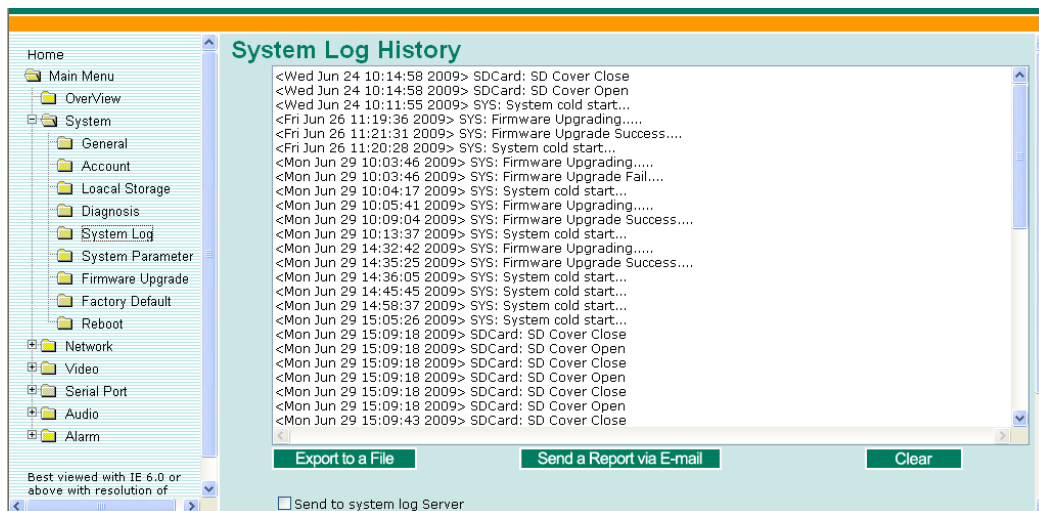 Home
Main Menu
OverView
System
General
Account
Loacal Storage
Diagnosis
System Log
System Parameter
Firmware Upgrade
Factory Default
Reboot
Network
Video
Serial Port
Audio
Alarm
Best viewed with IE 6.0 or
above with resolution of
System Log History
<Wed Jun 24 10:14:58 2009> SDCard: SD Cover Close
<Wed Jun 24 10:14:58 2009> SDCard: SD Cover Open
<Wed Jun 24 10:11:55 2009> SYS: System cold start...
<Fri Jun 26 11:19:36 2009> SYS: Firmware Upgrading.....
<Fri Jun 26 11:21:31 2009> SYS: Firmware Upgrade Success....
<Fri Jun 26 11:20:28 2009> SYS: System cold start...
<Mon Jun 29 10:03:46 2009> SYS: Firmware Upgrading.....
<Mon Jun 29 10:03:46 2009> SYS: Firmware Upgrade Fail....
<Mon Jun 29 10:04:17 2009> SYS: System cold start...
<Mon Jun 29 10:05:41 2009> SYS: Firmware Upgrading.....
<Mon Jun 29 10:09:04 2009> SYS: Firmware Upgrade Success....
<Mon Jun 29 10:13:37 2009> SYS: System cold start...
<Mon Jun 29 14:32:42 2009> SYS: Firmware Upgrading.....
<Mon Jun 29 14:35:25 2009> SYS: Firmware Upgrade Success....
<Mon Jun 29 14:36:05 2009> SYS: System cold start...
<Mon Jun 29 14:45:45 2009> SYS: System cold start...
<Mon Jun 29 14:58:37 2009> SYS: System cold start...
<Mon Jun 29 15:05:26 2009> SYS: System cold start...
<Mon Jun 29 15:09:18 2009> SDCard: SD Cover Close
<Mon Jun 29 15:09:18 2009> SDCard: SD Cover Open
<Mon Jun 29 15:09:18 2009> SDCard: SD Cover Close
<Mon Jun 29 15:09:18 2009> SDCard: SD Cover Open
<Mon Jun 29 15:09:18 2009> SDCard: SD Cover Close
<Mon Jun 29 15:09:18 2009> SDCard: SD Cover Open
<Mon Jun 29 15:09:43 2009> SDCard: SD Cover Close
Export to a File
Send a Report via E-mail
Clear
Send to system log Server